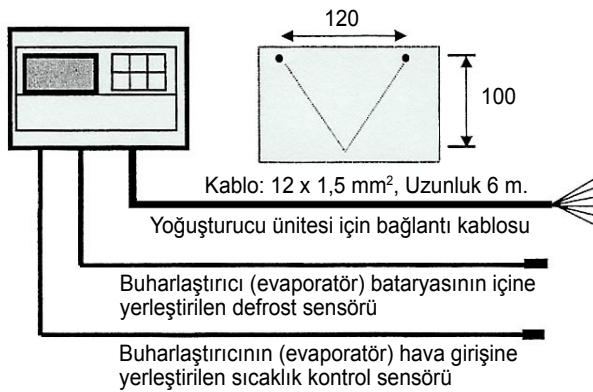 120
100
Kablo: 12 x 1,5 mm², Uzunluk 6 m.
Yoğuşturucu ünitesi için bağlantı kablosu
Buharlaştırıcı (evaporatör) bataryasının içine
yerleştirilen defrost sensörü
Buharlaştırıcının (evaporatör) hava girişine
yerleştirilen sıcaklık kontrol sensörü